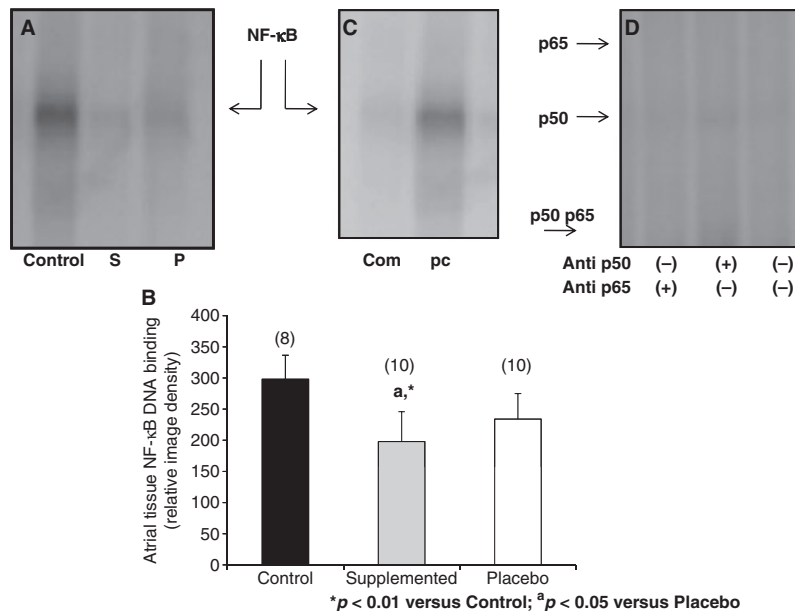 A
NF-κB
C
p65
D
p50
p50 p65
Control S P
Com pc
Anti p50 (–) (+) (–)
Anti p65 (+) (–) (–)
B
Atrial tissue NF-κB DNA binding
(relative image density)
400
350
300
250
200
150
100
50
0
(8)
(10)
a,*
(10)
Control Supplemented Placebo
*p < 0.01 versus Control; ap < 0.05 versus Placebo